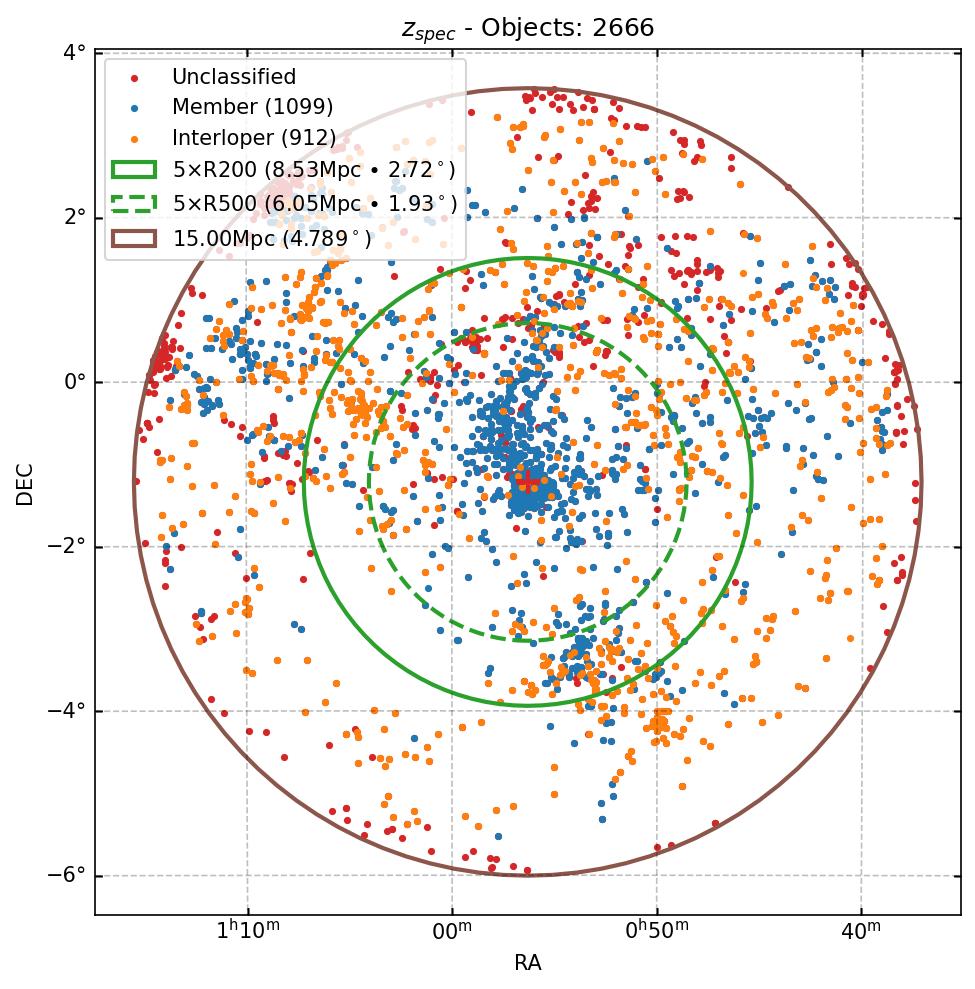 z_spec - Objects: 2666
Unclassified
Member (1099)
Interloper (912)
5×R200 (8.53Mpc • 2.72°)
5×R500 (6.05Mpc • 1.93°)
15.00Mpc (4.789°)
4°
2°
0°
−2°
−4°
−6°
DEC
1ʰ10ᵐ
00ᵐ
0ʰ50ᵐ
40ᵐ
RA